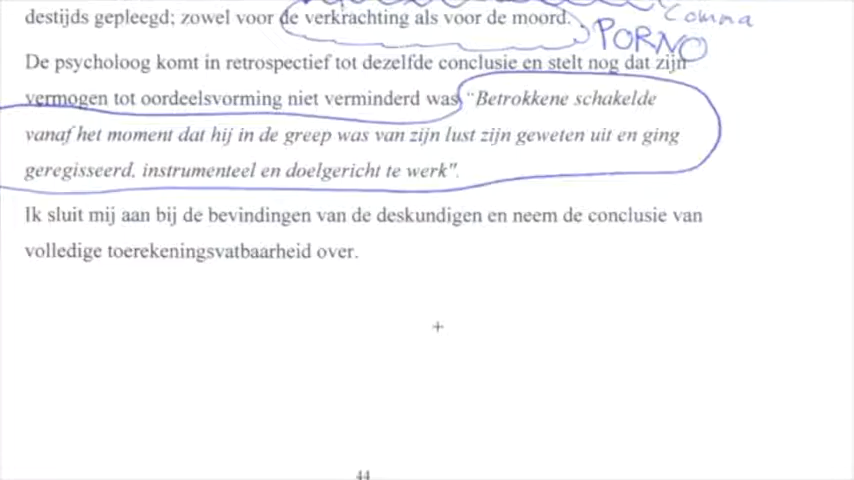 destijds gepleegd; zowel voor de verkrachting als voor de moord. Comma
PORNO
De psycholoog komt in retrospectief tot dezelfde conclusie en stelt nog dat zijn
vermogen tot oordeelsvorming niet verminderd was "Betrokkene schakelde
vanaf het moment dat hij in de greep was van zijn lust zijn geweten uit en ging
geregisseerd, instrumenteel en doelgericht te werk".
Ik sluit mij aan bij de bevindingen van de deskundigen en neem de conclusie van
volledige toerekeningsvatbaarheid over.
44